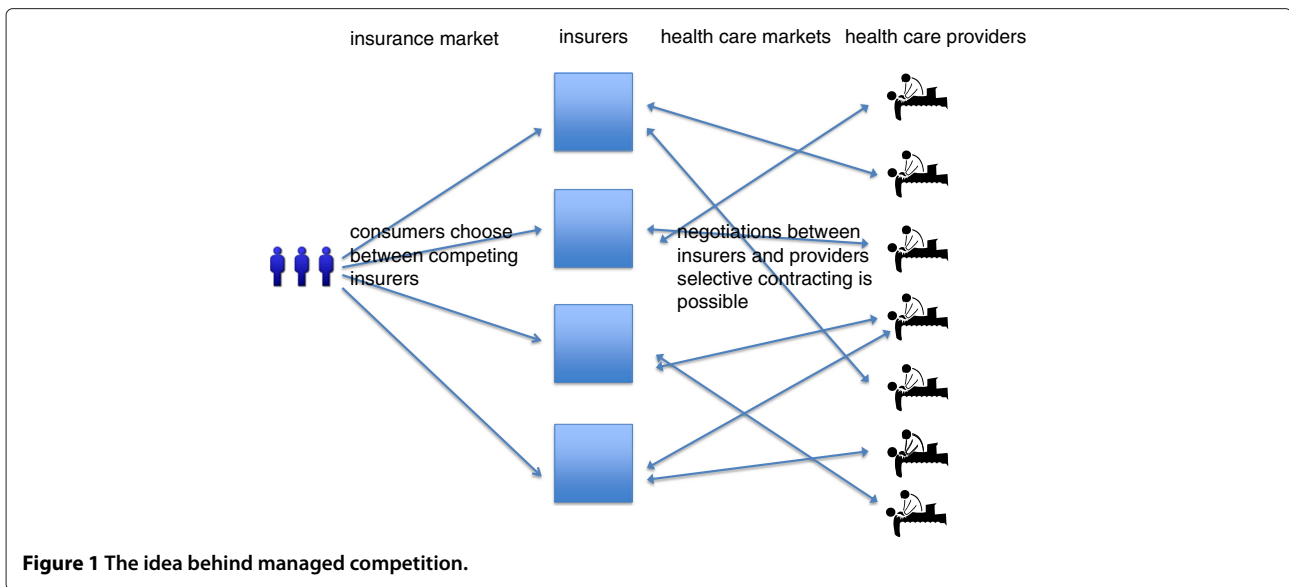 insurance market
insurers
health care markets
health care providers
consumers choose
between competing
insurers
negotiations between
insurers and providers
selective contracting is
possible
Figure 1 The idea behind managed competition.